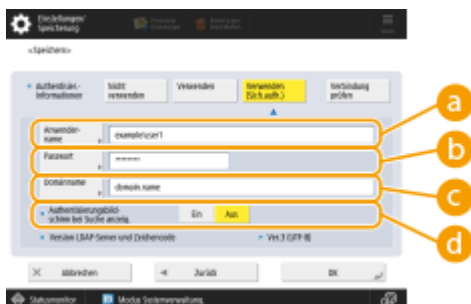 Einstellungen/
Speicherung
<Speichern>
Authentisier.-
Informationen
Nicht
verwenden
Verwenden
Verwenden
(Sich.auth.)
Verbindung
prüfen
Anwender-
name
example\user1
a
Passwort
********
b
Domänname
domain.name
c
Authentisierungsbild-
schirm bei Suche anzeig.
Ein
Aus
d
Version LDAP-Server und Zeichencode
Ver.3 (UTF-8)
Abbrechen
Zurück
OK
Statusmonitor
Modus Systemverwaltung.